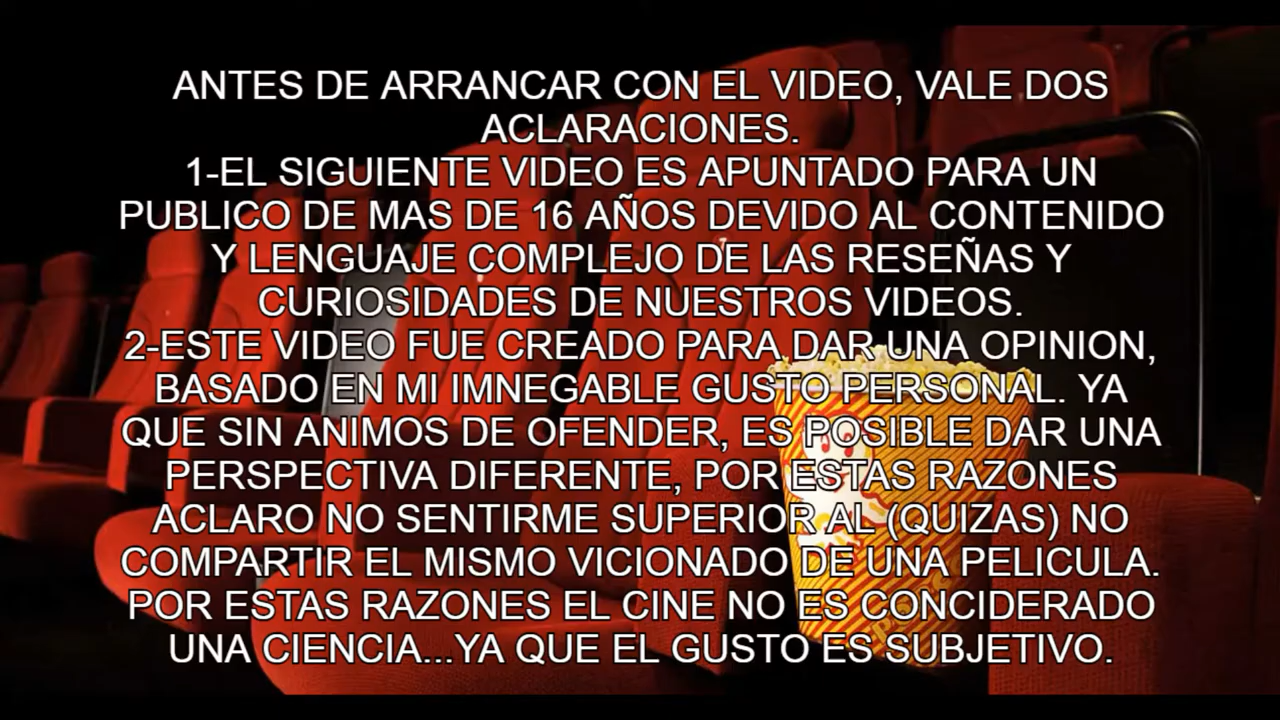 ANTES DE ARRANCAR CON EL VIDEO, VALE DOS
ACLARACIONES.
1-EL SIGUIENTE VIDEO ES APUNTADO PARA UN
PUBLICO DE MAS DE 16 AÑOS DEVIDO AL CONTENIDO
Y LENGUAJE COMPLEJO DE LAS RESEÑAS Y
CURIOSIDADES DE NUESTROS VIDEOS.
2-ESTE VIDEO FUE CREADO PARA DAR UNA OPINION,
BASADO EN MI IMNEGABLE GUSTO PERSONAL. YA
QUE SIN ANIMOS DE OFENDER, ES POSIBLE DAR UNA
PERSPECTIVA DIFERENTE, POR ESTAS RAZONES
ACLARO NO SENTIRME SUPERIOR AL (QUIZAS) NO
COMPARTIR EL MISMO VICIONADO DE UNA PELICULA.
POR ESTAS RAZONES EL CINE NO ES CONCIDERADO
UNA CIENCIA...YA QUE EL GUSTO ES SUBJETIVO.